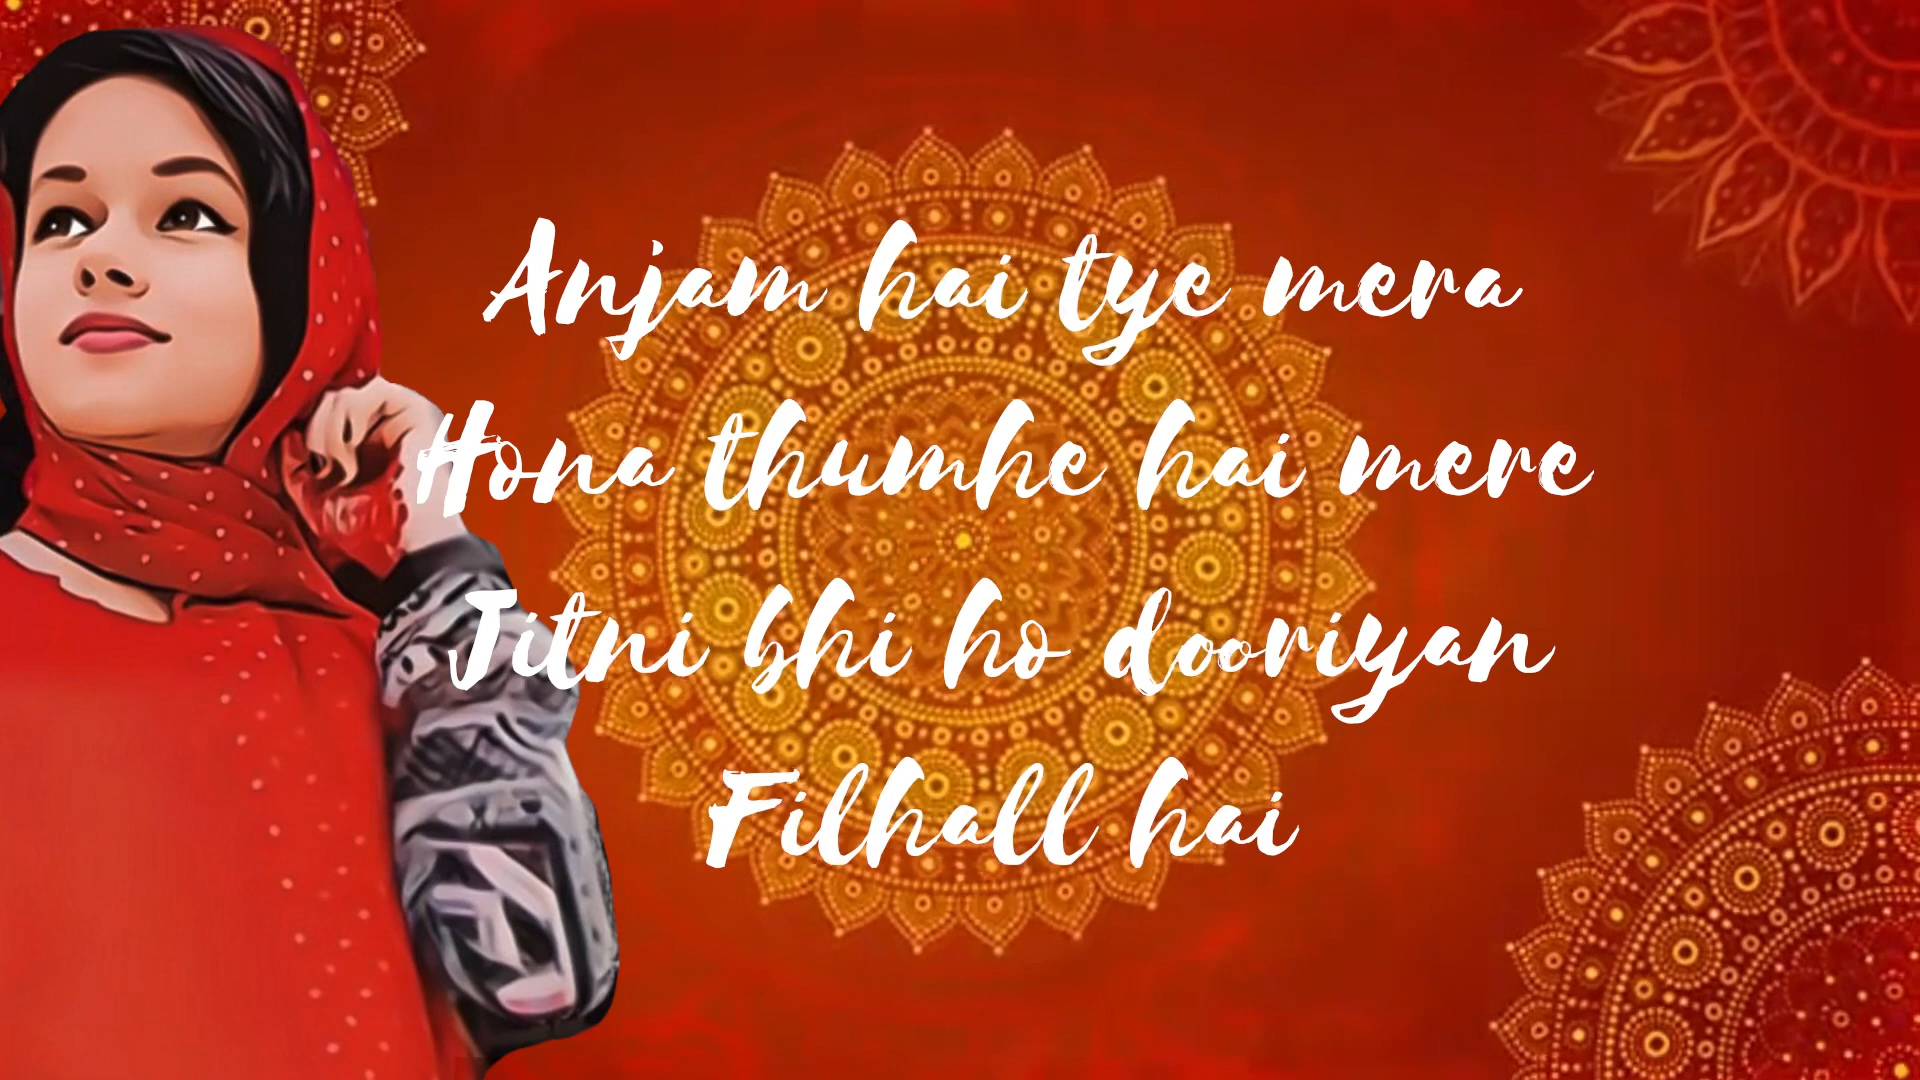 Anjam hai tye mera
Hona thumhe hai mere
Jitni bhi ho dooriyan
Filhall hai